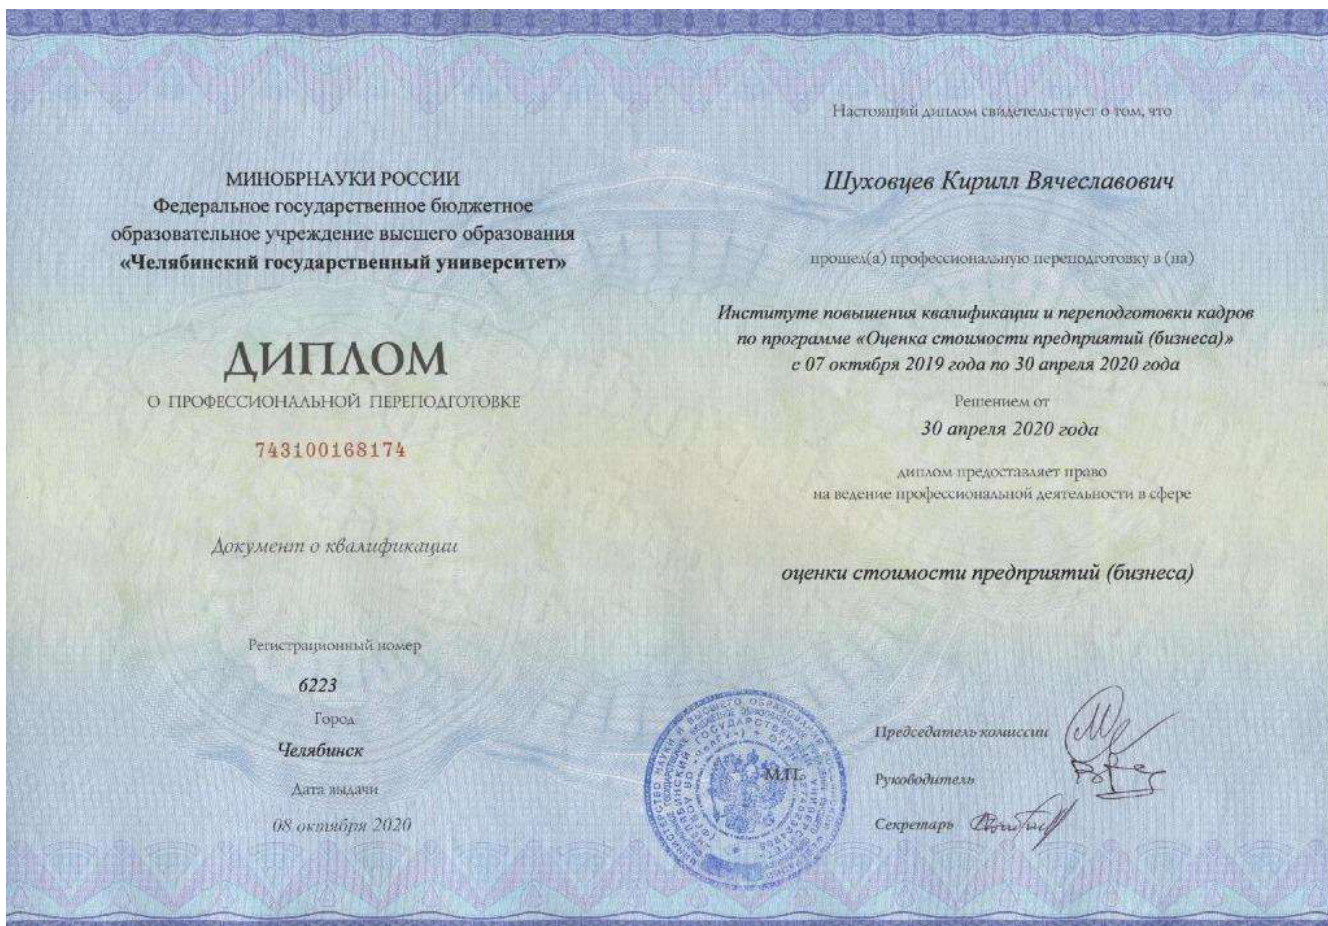 МИНОБРНАУКИ РОССИИ
Федеральное государственное бюджетное
образовательное учреждение высшего образования
«Челябинский государственный университет»
ДИПЛОМ
О ПРОФЕССИОНАЛЬНОЙ ПЕРЕПОДГОТОВКЕ
743100168174
Документ о квалификации
Регистрационный номер
6223
Город
Челябинск
Дата выдачи
08 октября 2020
Настоящий диплом свидетельствует о том, что
Шуховцев Кирилл Вячеславович
прошел(а) профессиональную переподготовку в (на)
Институте повышения квалификации и переподготовки кадров
по программе «Оценка стоимости предприятий (бизнеса)»
с 07 октября 2019 года по 30 апреля 2020 года
Решением от
30 апреля 2020 года
диплом предоставляет право
на ведение профессиональной деятельности в сфере
оценки стоимости предприятий (бизнеса)
М.П.
Председатель комиссии
Руководитель
Секретарь